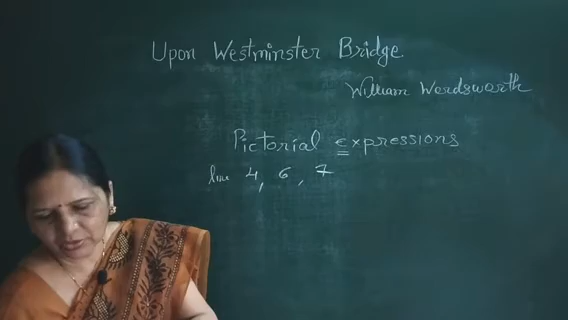 Upon Westminster Bridge
William Wordsworth
Pictorial expressions
line 4, 6, 7